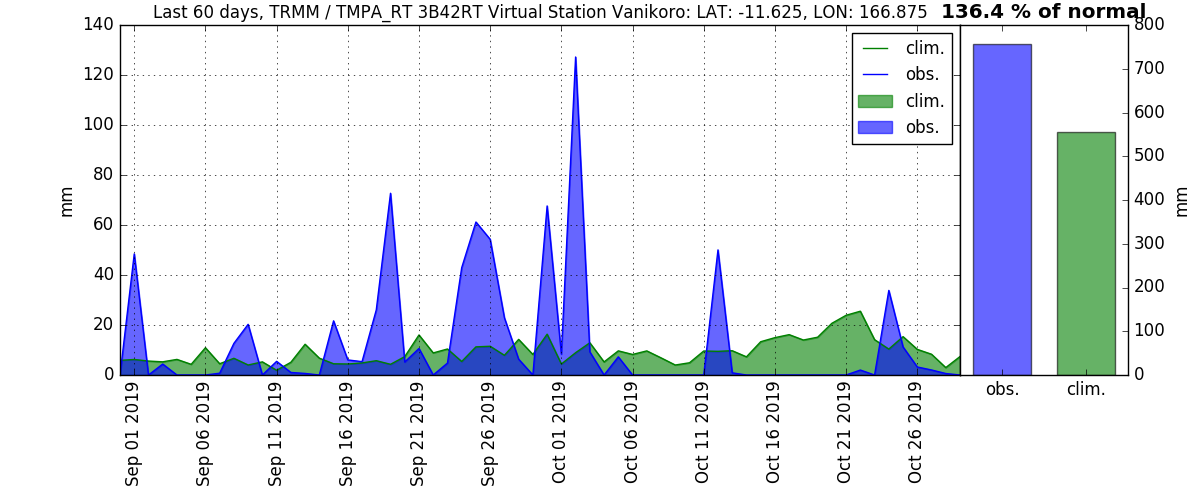 Last 60 days, TRMM / TMPA_RT 3B42RT Virtual Station Vanikoro: LAT: -11.625, LON: 166.875 136.4 % of normal
140
120
100
80
60
40
20
0
mm
clim.
obs.
clim.
obs.
Sep 01 2019
Sep 06 2019
Sep 11 2019
Sep 16 2019
Sep 21 2019
Sep 26 2019
Oct 01 2019
Oct 06 2019
Oct 11 2019
Oct 16 2019
Oct 21 2019
Oct 26 2019
800
700
600
500
400
300
200
100
0
mm
obs.
clim.